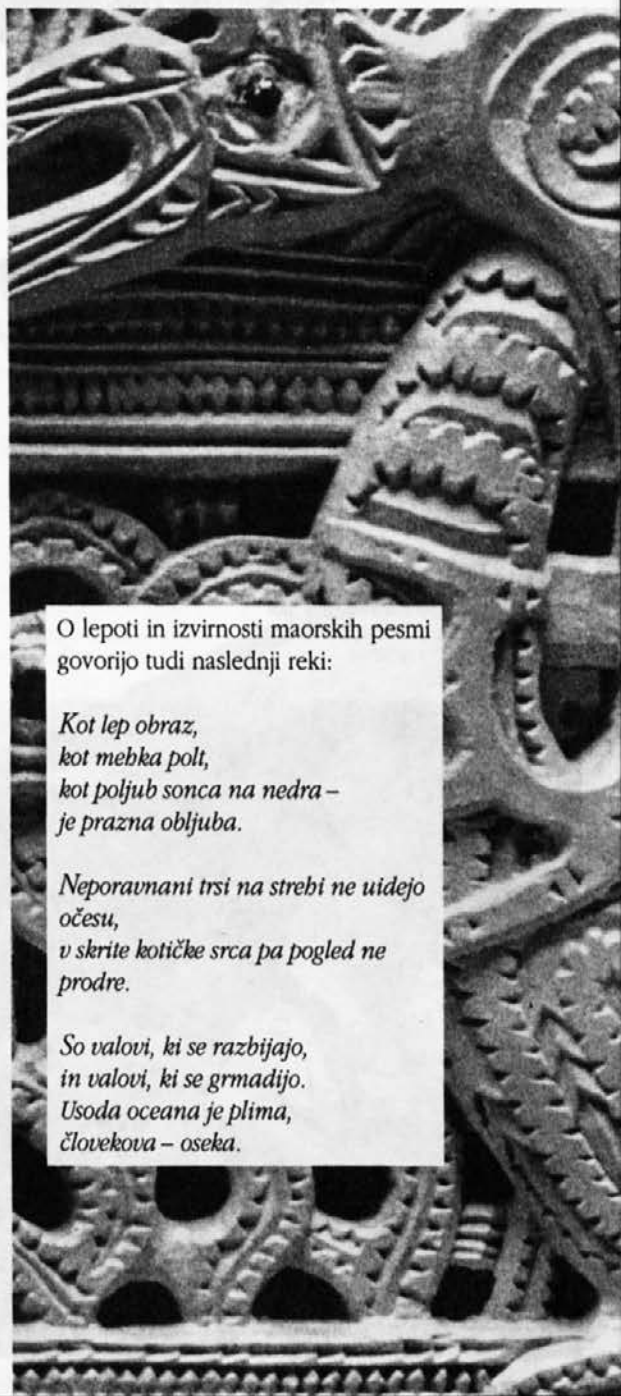 O lepoti in izvirnosti maorskih pesmi
govorijo tudi naslednji reki:

Kot lep obraz,
kot mehka polt,
kot poljub sonca na nedra –
je prazna obljuba.

Neporavnani trsi na strehi ne uidejo
očesu,
v skrite kotičke srca pa pogled ne
prodre.

So valovi, ki se razbijajo,
in valovi, ki se grmadijo.
Usoda oceana je plima,
človekova – oseka.